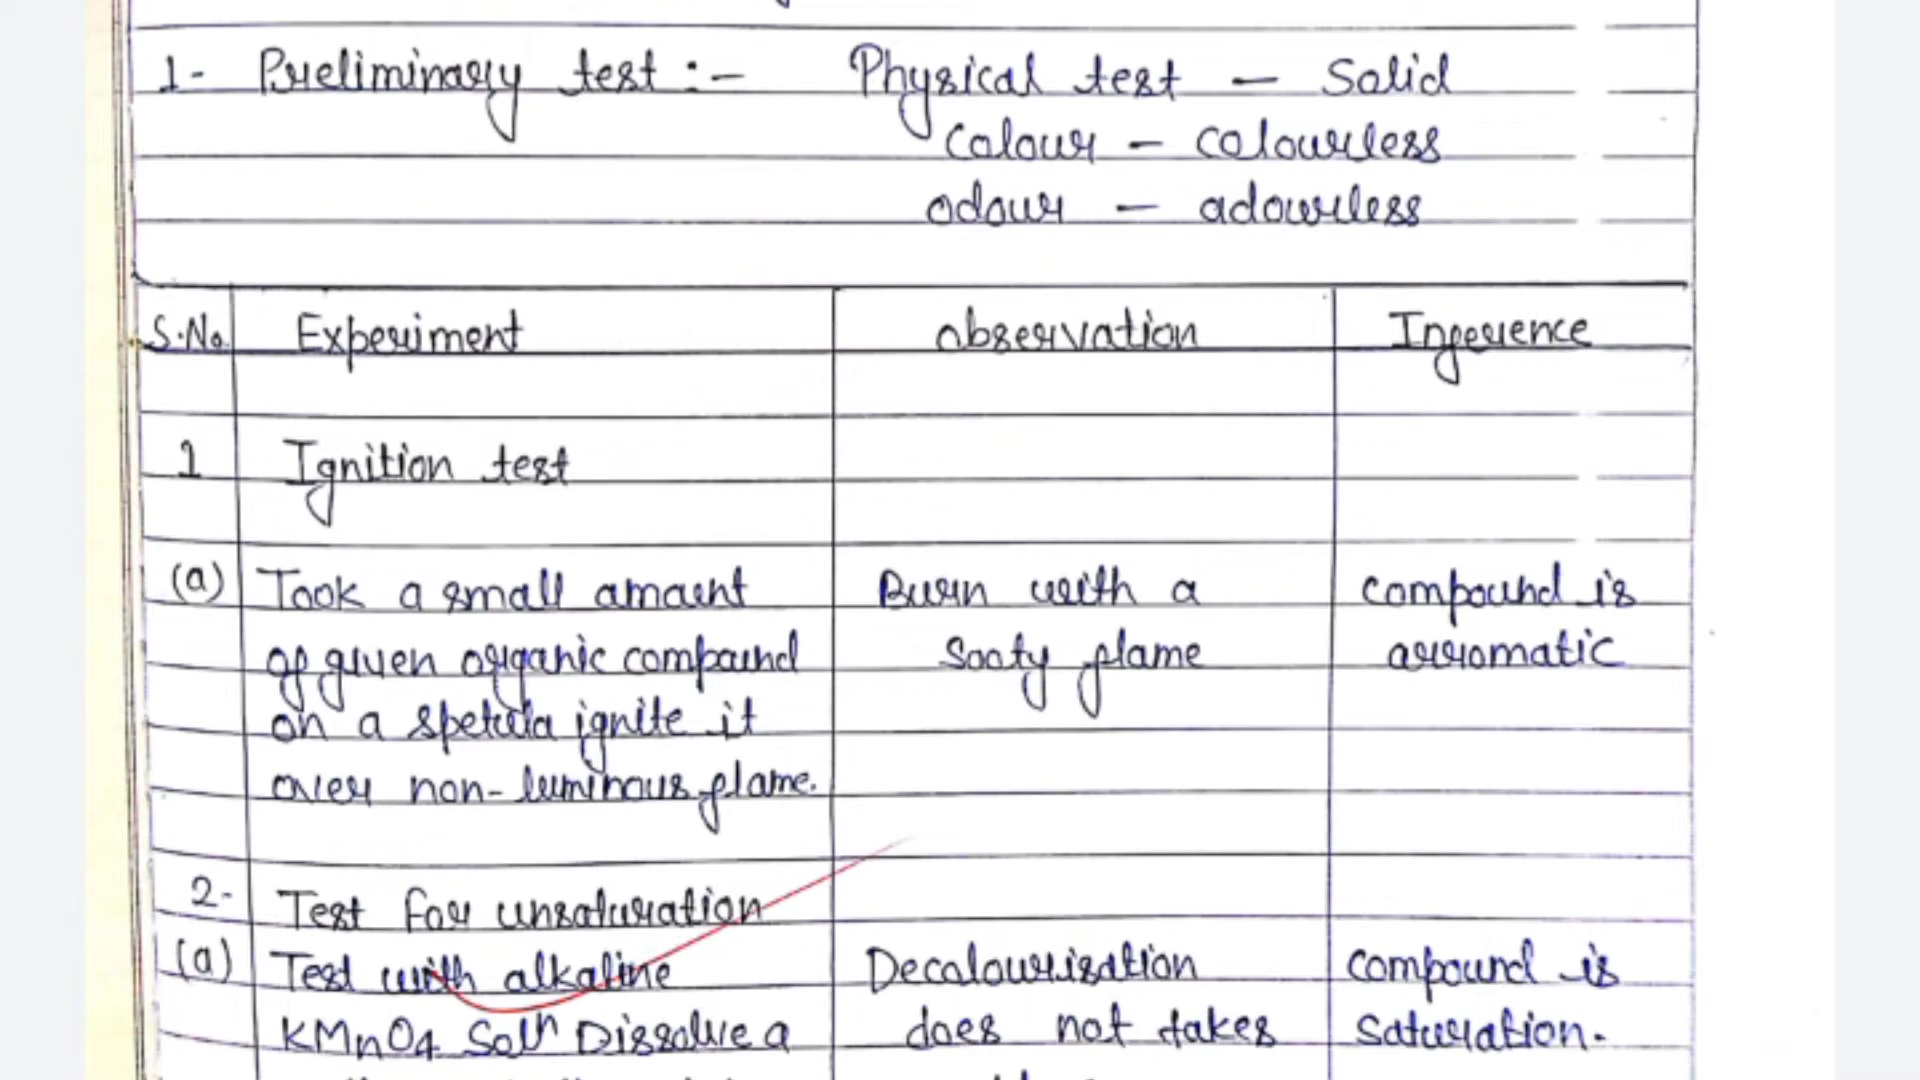 1- Preliminary test :- Physical test - Solid
Colour - colourless
odour - adourless
S.No. Experiment observation Inference
1 Ignition test
(a) Took a small amount Burn with a compound is
of given organic compound Sooty flame arromatic
on a spetula ignite it
over non-luminous flame.
2- Test for unsaturation
(a) Test with alkaline Decolourisation compound is
KMnO4 Solⁿ Dissolve a does not takes saturation.